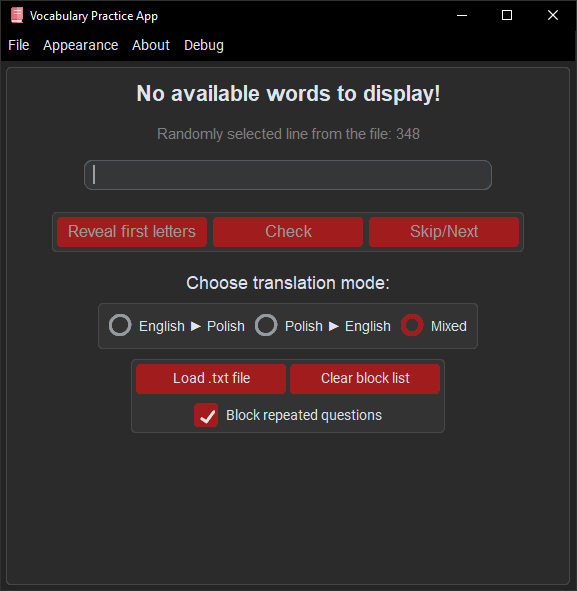 Vocabulary Practice App
File Appearance About Debug
No available words to display!
Randomly selected line from the file: 348
Reveal first letters Check Skip/Next
Choose translation mode:
English ► Polish Polish ► English Mixed
Load .txt file Clear block list
Block repeated questions